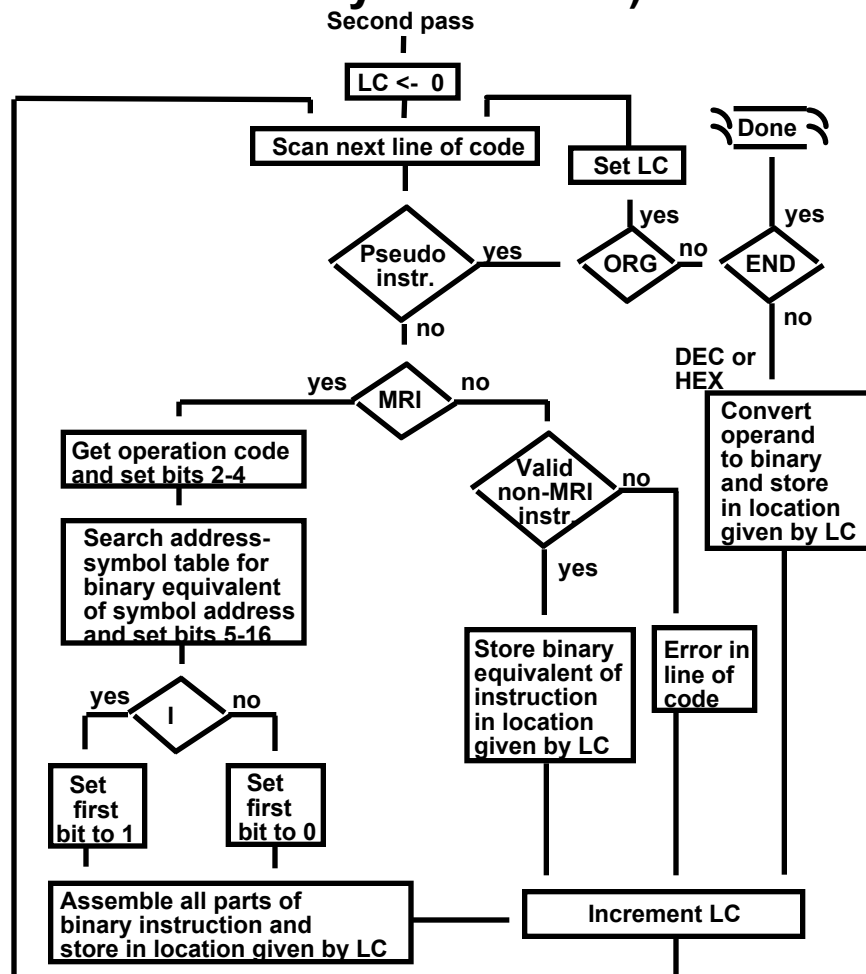 Second pass
LC <- 0
Scan next line of code
Set LC
Done
Pseudo
instr.
yes
no
ORG
yes
no
END
yes
no
DEC or
HEX
Convert
operand
to binary
and store
in location
given by LC
MRI
yes
no
Get operation code
and set bits 2-4
Search address-
symbol table for
binary equivalent
of symbol address
and set bits 5-16
I
yes
no
Set
first
bit to 1
Set
first
bit to 0
Assemble all parts of
binary instruction and
store in location given by LC
Valid
non-MRI
instr.
no
yes
Store binary
equivalent of
instruction
in location
given by LC
Error in
line of
code
Increment LC